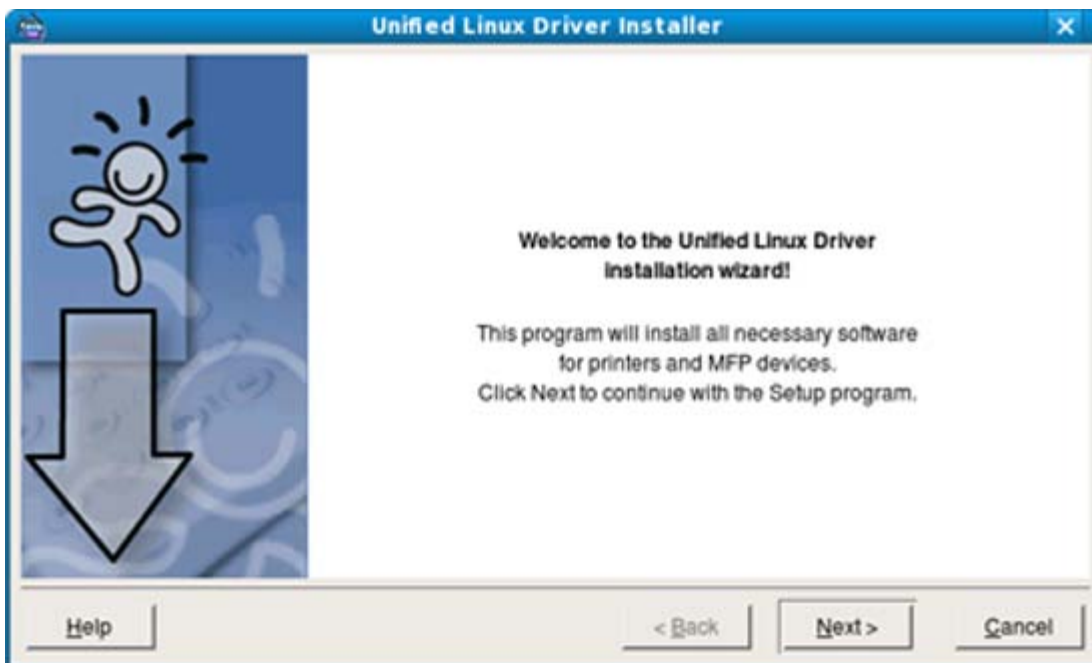 Unified Linux Driver Installer
Welcome to the Unified Linux Driver
installation wizard!
This program will install all necessary software
for printers and MFP devices.
Click Next to continue with the Setup program.
Help
< Back
Next >
Cancel